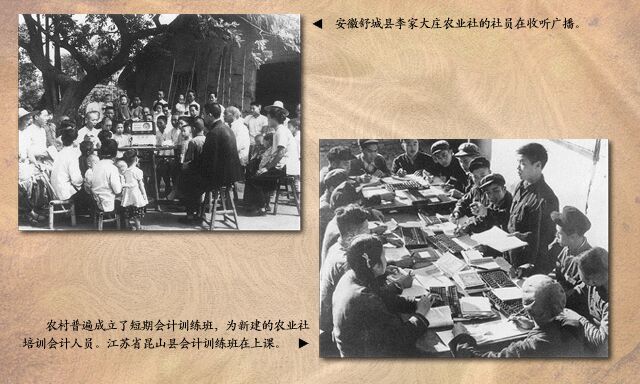 ◀ 安徽舒城县李家大庄农业社的社员在收听广播。
农村普遍成立了短期会计训练班，为新建的农业社
培训会计人员。江苏省昆山县会计训练班在上课。 ▶